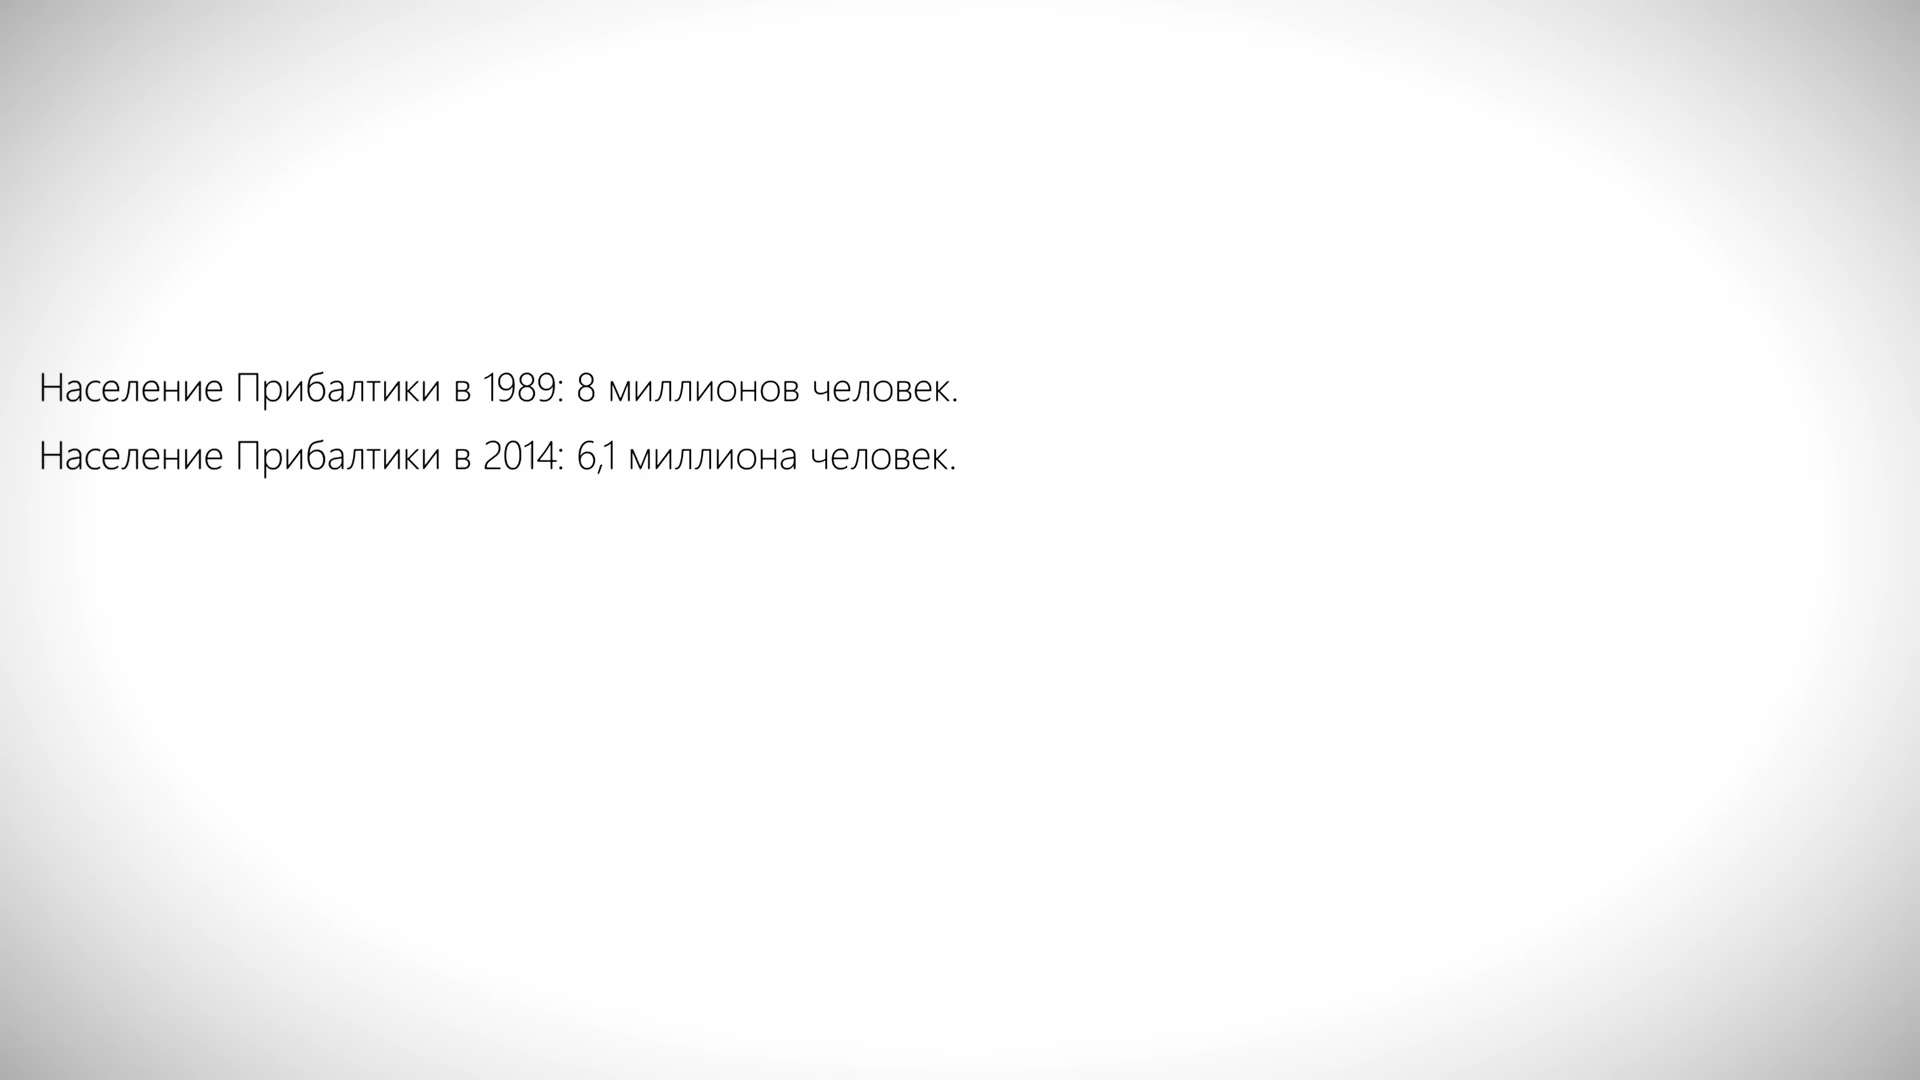 Население Прибалтики в 1989: 8 миллионов человек.
Население Прибалтики в 2014: 6,1 миллиона человек.